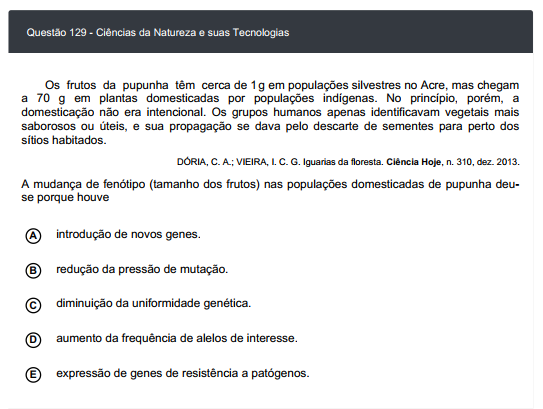 Questão 129 - Ciências da Natureza e suas Tecnologias
Os frutos da pupunha têm cerca de 1 g em populações silvestres no Acre, mas chegam
a 70 g em plantas domesticadas por populações indígenas. No princípio, porém, a
domesticação não era intencional. Os grupos humanos apenas identificavam vegetais mais
saborosos ou úteis, e sua propagação se dava pelo descarte de sementes para perto dos
sítios habitados.
DÓRIA, C. A.; VIEIRA, I. C. G. Iguarias da floresta. Ciência Hoje, n. 310, dez. 2013.
A mudança de fenótipo (tamanho dos frutos) nas populações domesticadas de pupunha deu-
se porque houve
A introdução de novos genes.
B redução da pressão de mutação.
C diminuição da uniformidade genética.
D aumento da frequência de alelos de interesse.
E expressão de genes de resistência a patógenos.